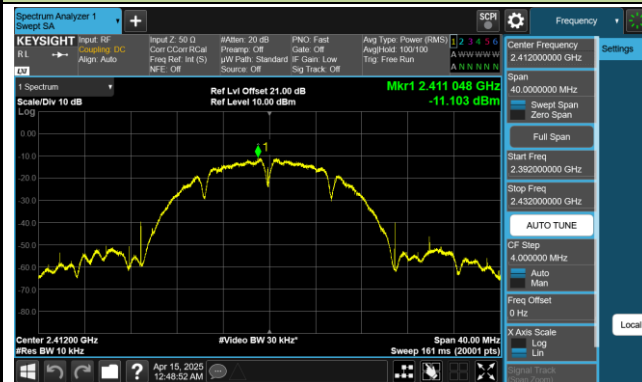 Spectrum Analyzer 1
Swept SA
+
SCPI
Frequency
KEYSIGHT
RL
LXI
Input: RF
Coupling: DC
Align: Auto
Input Z: 50 Ω
Corr CCorr RCal
Freq Ref: Int (S)
NFE: Off
#Atten: 20 dB
Preamp: Off
µW Path: Standard
Source: Off
PNO: Fast
Gate: Off
IF Gain: Low
Sig Track: Off
Avg Type: Power (RMS)
Avg|Hold: 100/100
Trig: Free Run
1 2 3 4 5 6
A W W W W W
A N N N N N
Center Frequency
2.412000000 GHz
Settings
1 Spectrum
Scale/Div 10 dB
Log
Ref Lvl Offset 21.00 dB
Ref Level 10.00 dBm
Mkr1 2.411 048 GHz
-11.103 dBm
0.00
-10.0
-20.0
-30.0
-40.0
-50.0
-60.0
-70.0
-80.0
1
Center 2.41200 GHz
#Res BW 10 kHz
#Video BW 30 kHz*
Span 40.00 MHz
Sweep 161 ms (20001 pts)
Span
40.0000000 MHz
Swept Span
Zero Span
Full Span
Start Freq
2.392000000 GHz
Stop Freq
2.432000000 GHz
AUTO TUNE
CF Step
4.000000 MHz
Auto
Man
Freq Offset
0 Hz
X Axis Scale
Log
Lin
Local
Signal Track
(Span Zoom)
?
Apr 15, 2025
12:48:52 AM